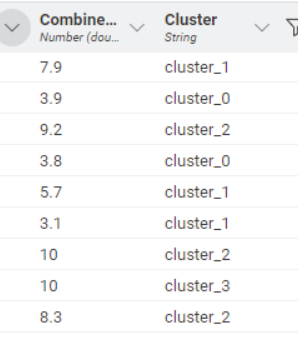 Combine... Cluster
Number (dou... String
7.9 cluster_1
3.9 cluster_0
9.2 cluster_2
3.8 cluster_0
5.7 cluster_1
3.1 cluster_1
10 cluster_2
10 cluster_3
8.3 cluster_2